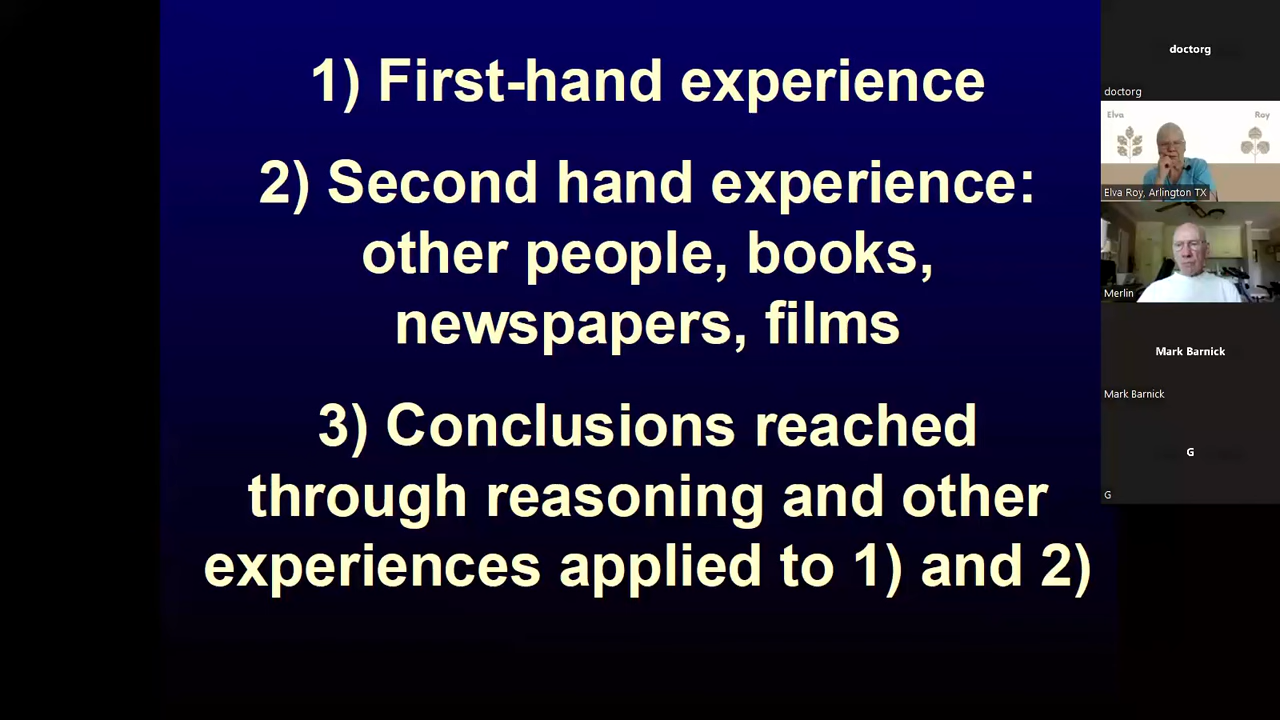 1) First-hand experience
2) Second hand experience:
other people, books,
newspapers, films
3) Conclusions reached
through reasoning and other
experiences applied to 1) and 2)
doctorg
doctorg
Elva
Roy
Elva Roy, Arlington TX
Merlin
Mark Barnick
Mark Barnick
G
G